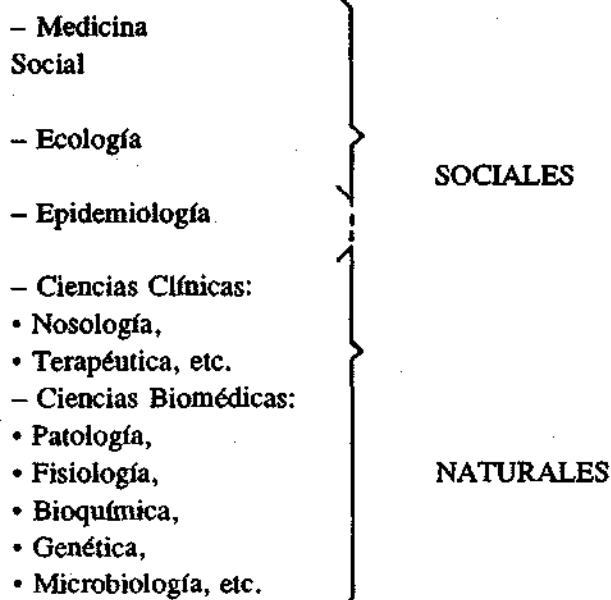 – Medicina
Social
– Ecología
SOCIALES
– Epidemiología
– Ciencias Clínicas:
• Nosología,
• Terapéutica, etc.
– Ciencias Biomédicas:
• Patología,
• Fisiología,
NATURALES
• Bioquímica,
• Genética,
• Microbiología, etc.